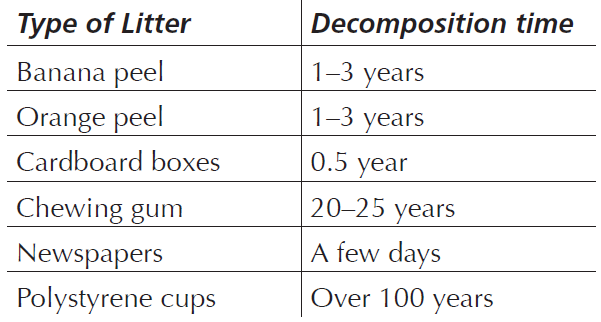 Type of Litter Decomposition time
Banana peel 1–3 years
Orange peel 1–3 years
Cardboard boxes 0.5 year
Chewing gum 20–25 years
Newspapers A few days
Polystyrene cups Over 100 years